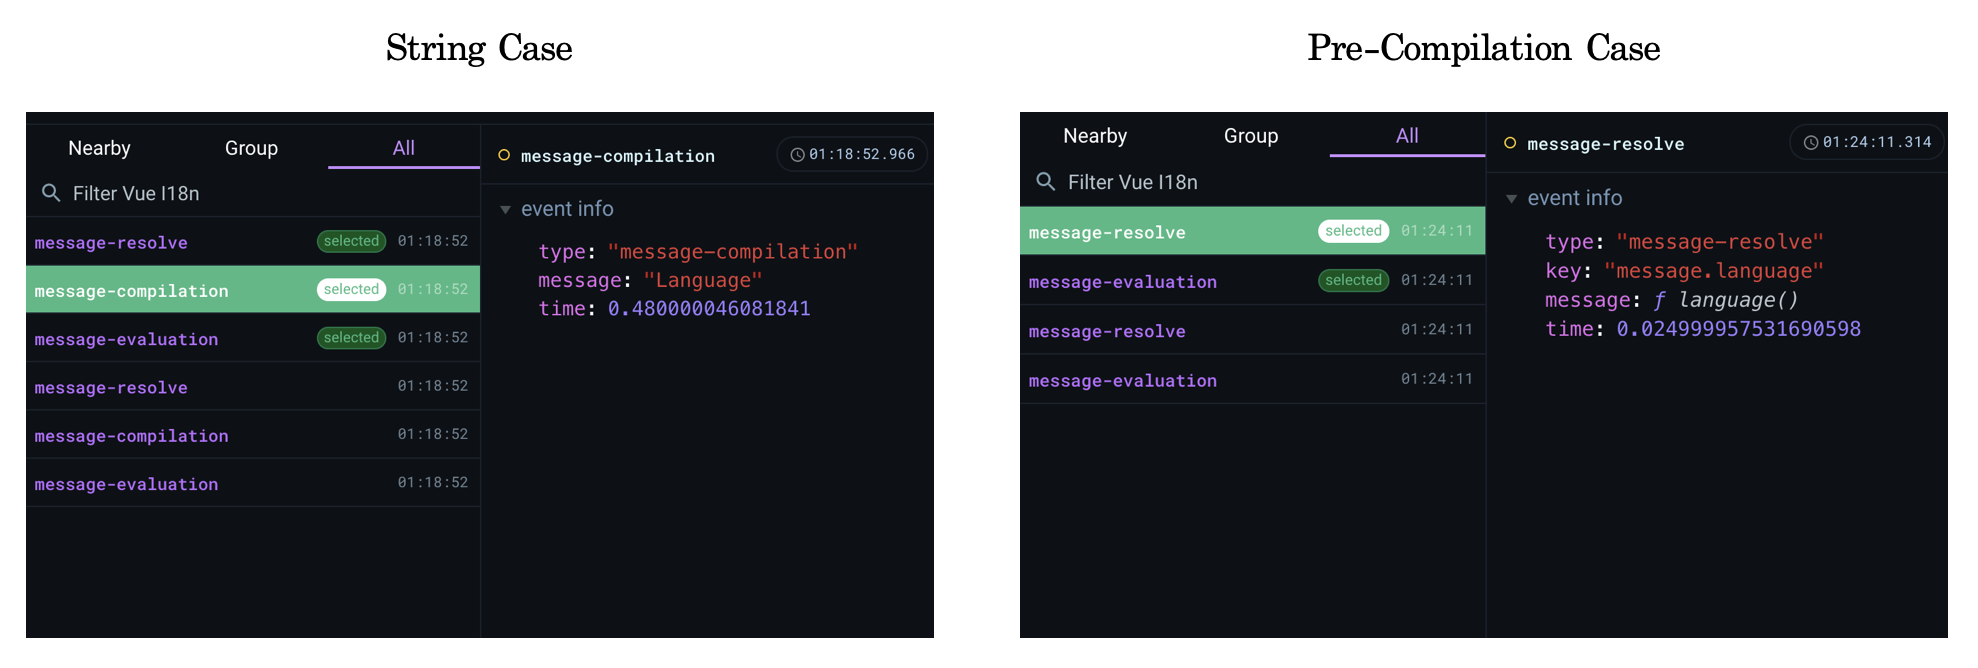 String Case
Nearby Group All
Filter Vue I18n
message-resolve selected 01:18:52
message-compilation selected 01:18:52
message-evaluation selected 01:18:52
message-resolve 01:18:52
message-compilation 01:18:52
message-evaluation 01:18:52
message-compilation 01:18:52.966
event info
type: "message-compilation"
message: "Language"
time: 0.480000046081841
Pre-Compilation Case
Nearby Group All
Filter Vue I18n
message-resolve selected 01:24:11
message-evaluation selected 01:24:11
message-resolve 01:24:11
message-evaluation 01:24:11
message-resolve 01:24:11.314
event info
type: "message-resolve"
key: "message.language"
message: ƒ language()
time: 0.024999957531690598